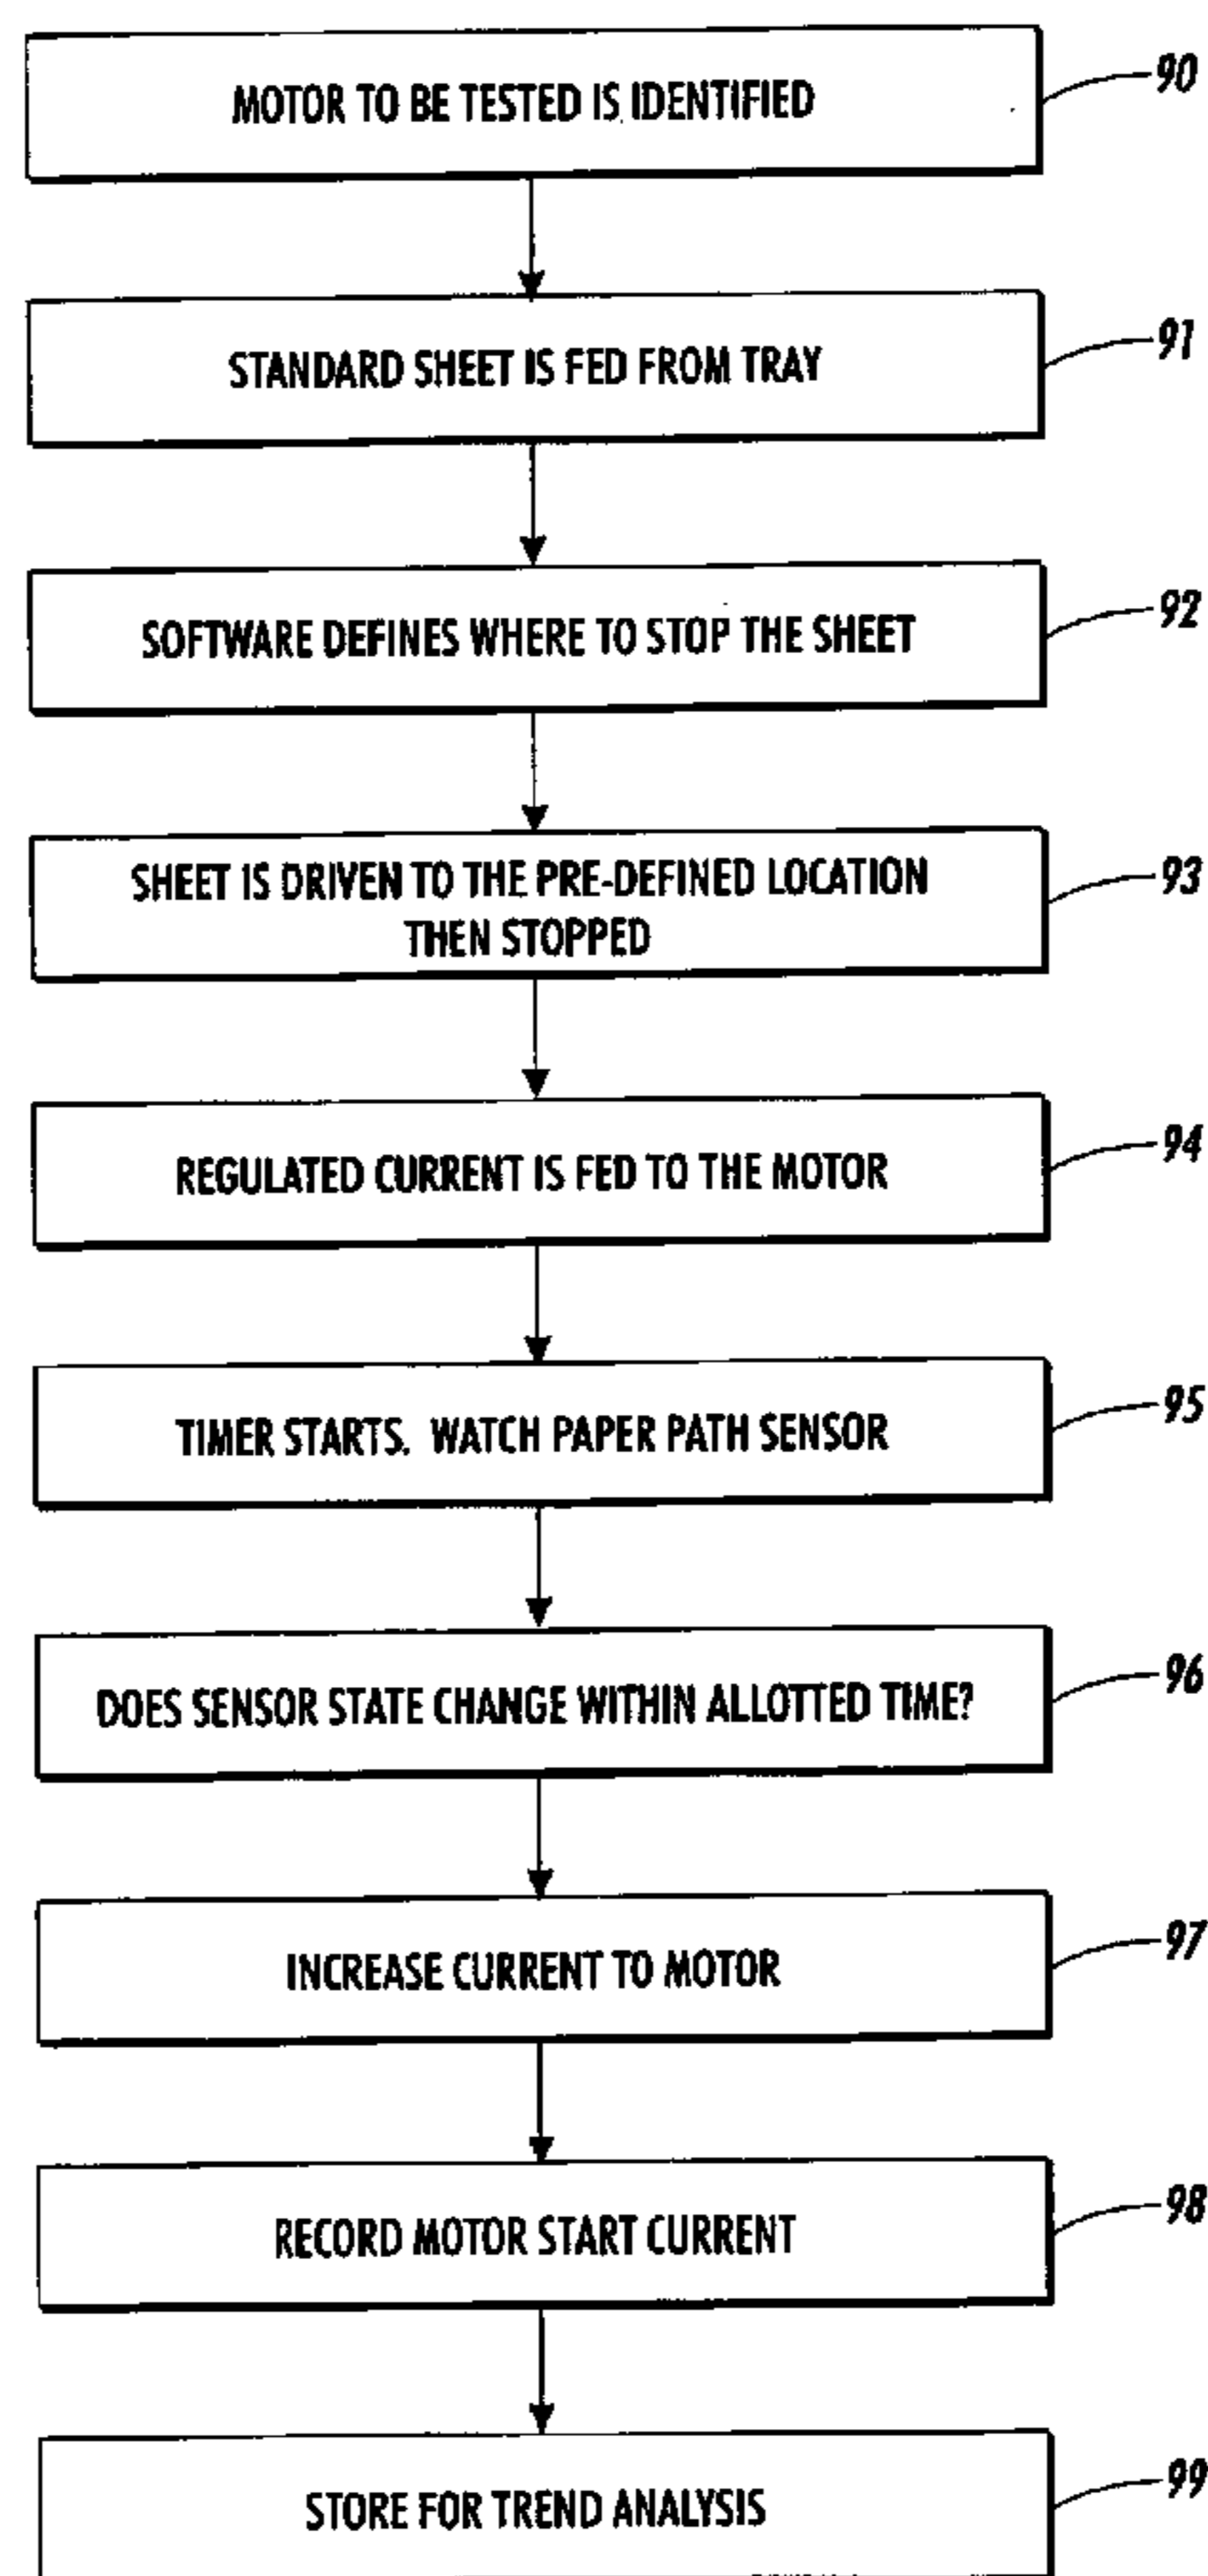 MOTOR TO BE TESTED IS IDENTIFIED
90
STANDARD SHEET IS FED FROM TRAY
91
SOFTWARE DEFINES WHERE TO STOP THE SHEET
92
SHEET IS DRIVEN TO THE PRE-DEFINED LOCATION
THEN STOPPED
93
REGULATED CURRENT IS FED TO THE MOTOR
94
TIMER STARTS. WATCH PAPER PATH SENSOR
95
DOES SENSOR STATE CHANGE WITHIN ALLOTTED TIME?
96
INCREASE CURRENT TO MOTOR
97
RECORD MOTOR START CURRENT
98
STORE FOR TREND ANALYSIS
99